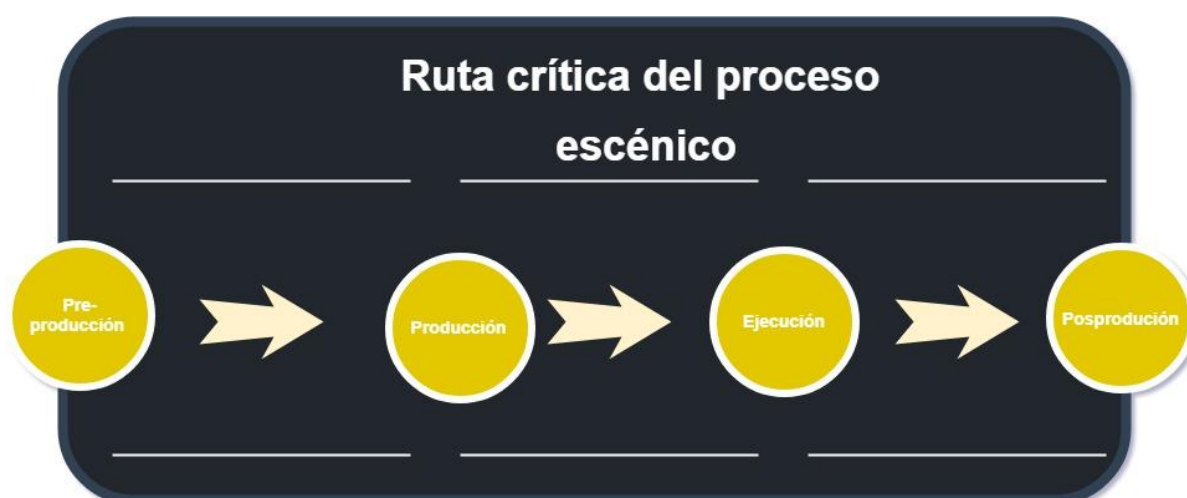 Ruta crítica del proceso
escénico
Pre-
producción
Producción
Ejecución
Posprodución